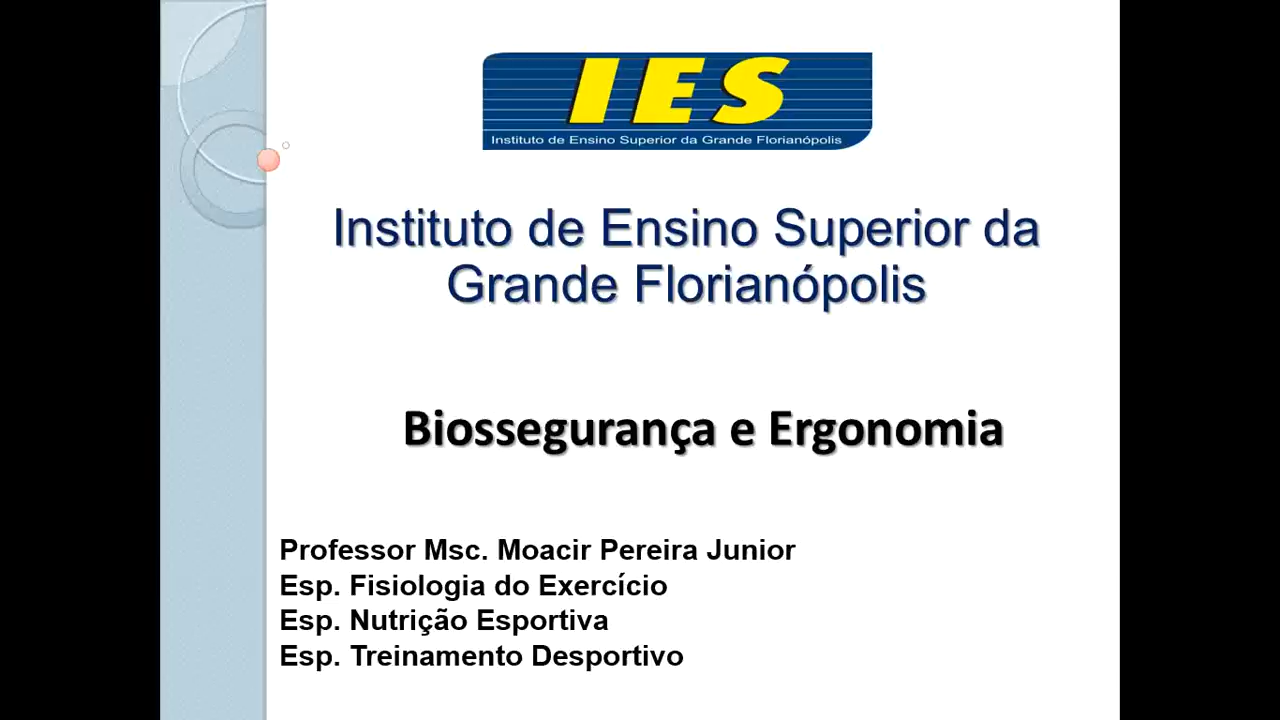 IES
Instituto de Ensino Superior da Grande Florianópolis
Instituto de Ensino Superior da
Grande Florianópolis
Biossegurança e Ergonomia
Professor Msc. Moacir Pereira Junior
Esp. Fisiologia do Exercício
Esp. Nutrição Esportiva
Esp. Treinamento Desportivo